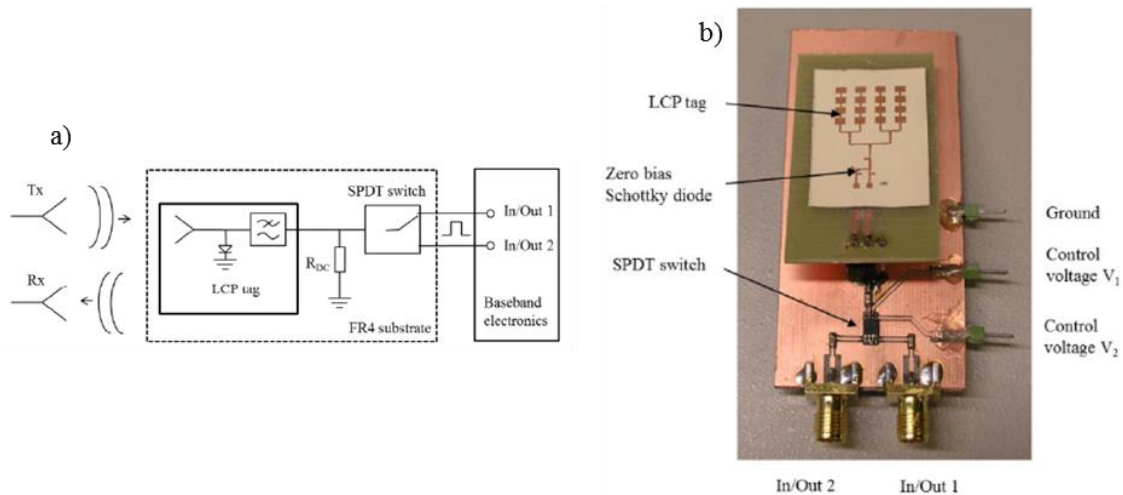 a)
Tx
Rx
SPDT switch
In/Out 1
In/Out 2
R_DC
LCP tag
Baseband
electronics
FR4 substrate
b)
LCP tag
Zero bias
Schottky diode
SPDT switch
Ground
Control
voltage V₁
Control
voltage V₂
In/Out 2
In/Out 1